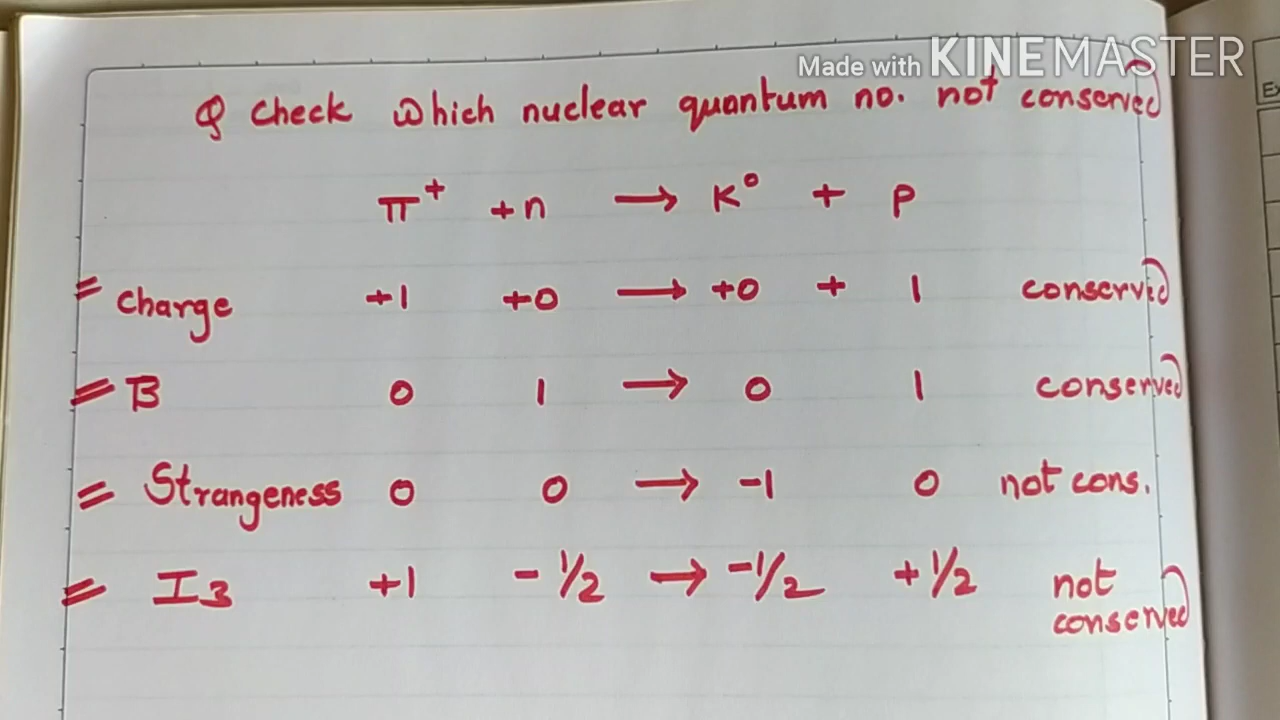 Made with KINEMASTER
Q Check which nuclear quantum no. not conserved
π⁺ + n → K⁰ + p
= Charge +1 +0 → +0 + 1 conserved
= B 0 1 → 0 1 conserved
= Strangeness 0 0 → -1 0 not cons.
= I3 +1 - 1/2 → -1/2 + 1/2 not
conserved
Ex